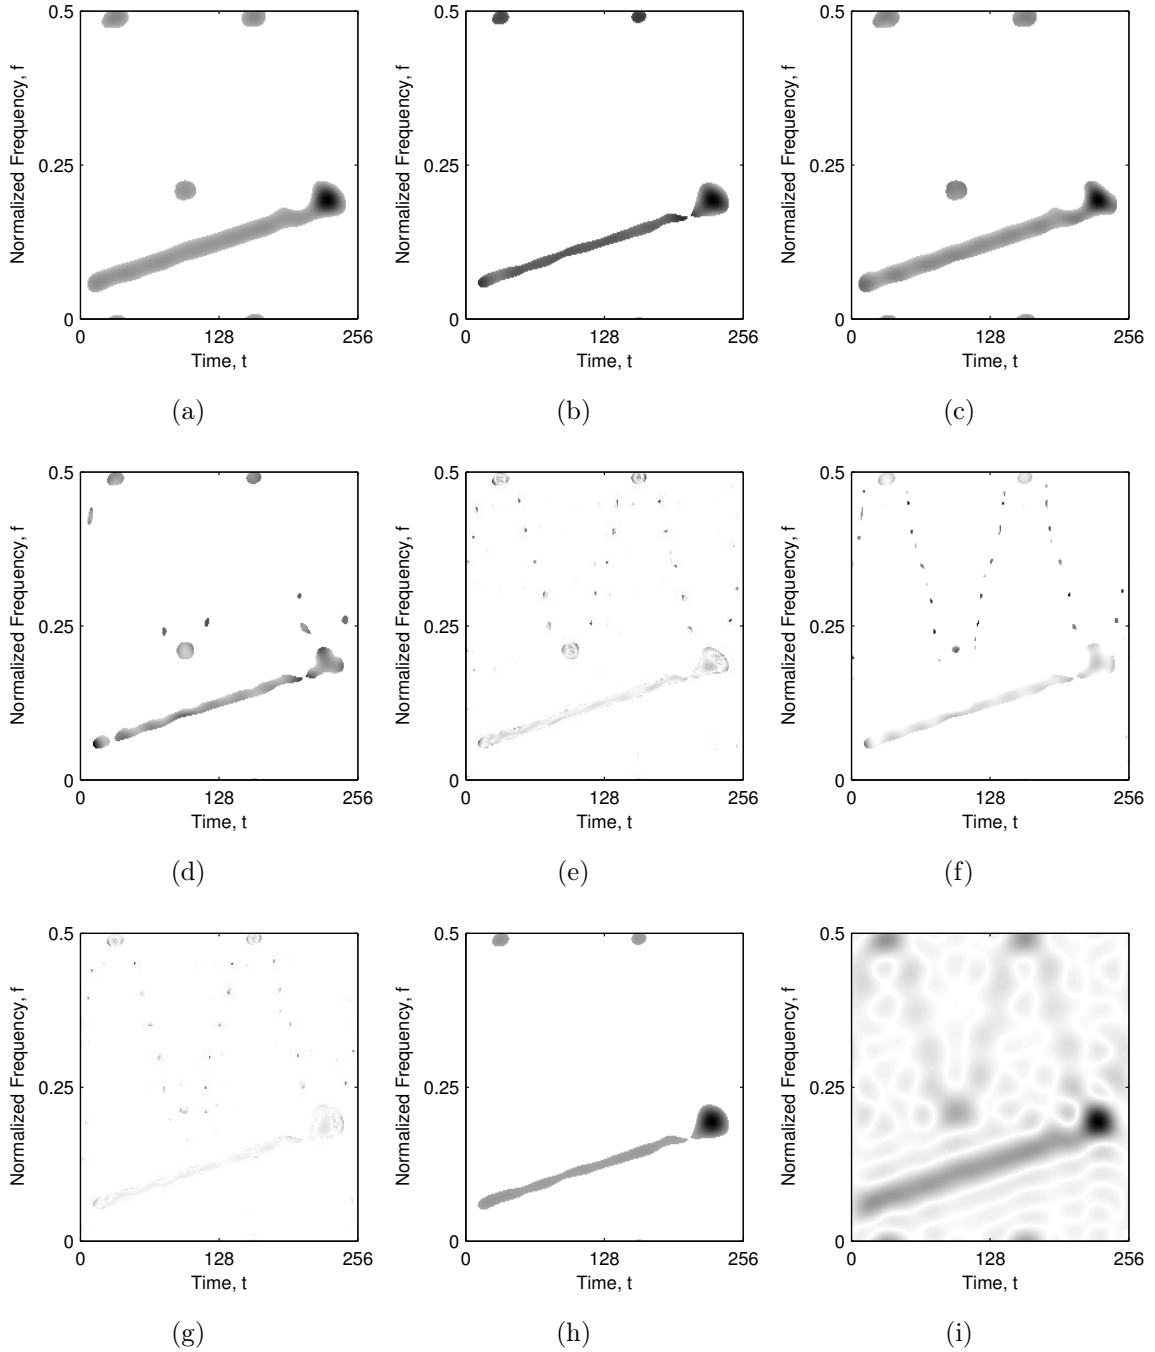 0.5 0.5 0.5
Normalized Frequency, f Normalized Frequency, f Normalized Frequency, f
0.25 0.25 0.25
0 0 0
0 128 256 0 128 256 0 128 256
Time, t Time, t Time, t
(a) (b) (c)
0.5 0.5 0.5
Normalized Frequency, f Normalized Frequency, f Normalized Frequency, f
0.25 0.25 0.25
0 0 0
0 128 256 0 128 256 0 128 256
Time, t Time, t Time, t
(d) (e) (f)
0.5 0.5 0.5
Normalized Frequency, f Normalized Frequency, f Normalized Frequency, f
0.25 0.25 0.25
0 0 0
0 128 256 0 128 256 0 128 256
Time, t Time, t Time, t
(g) (h) (i)